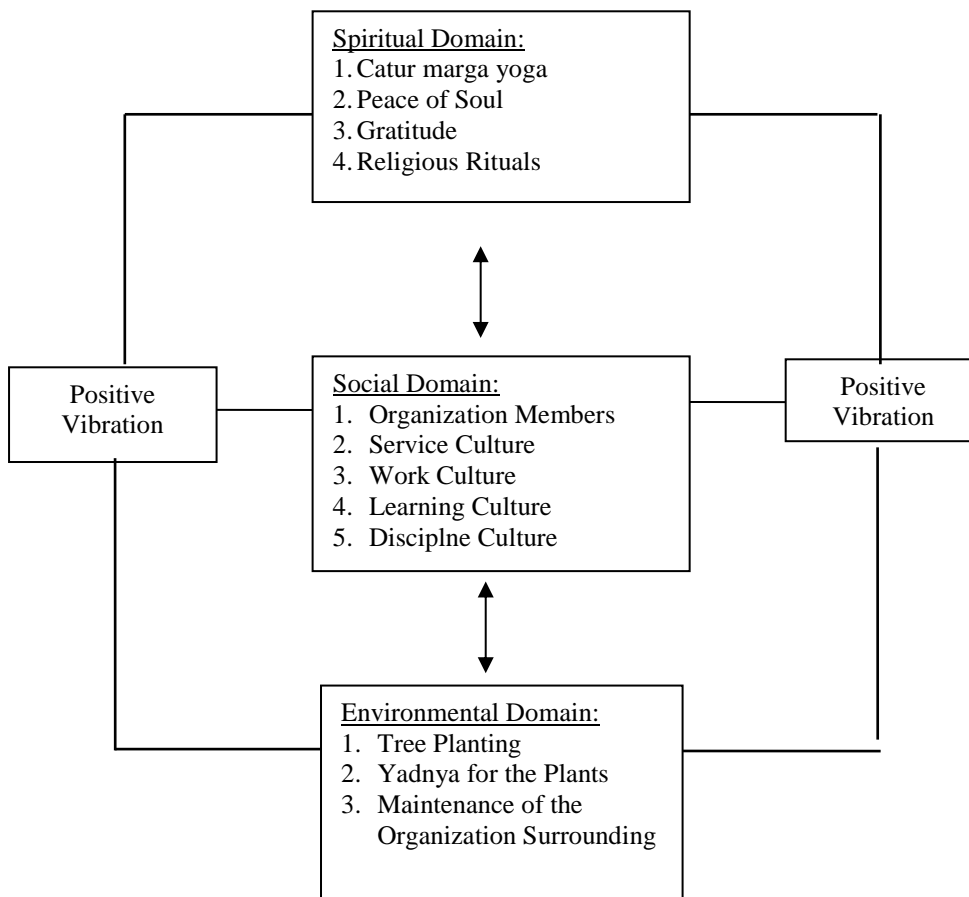 Spiritual Domain:
1. Catur marga yoga
2. Peace of Soul
3. Gratitude
4. Religious Rituals
Positive
Vibration
Social Domain:
1. Organization Members
2. Service Culture
3. Work Culture
4. Learning Culture
5. Disciplne Culture
Positive
Vibration
Environmental Domain:
1. Tree Planting
2. Yadnya for the Plants
3. Maintenance of the
Organization Surrounding